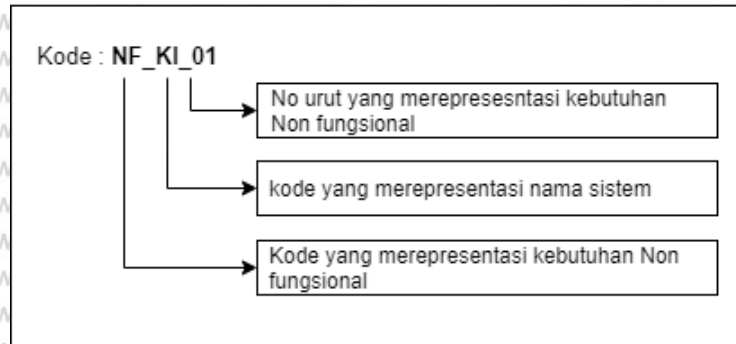 Kode : NF_KI_01
No urut yang merepresesntasi kebutuhan
Non fungsional
kode yang merepresentasi nama sistem
Kode yang merepresentasi kebutuhan Non
fungsional